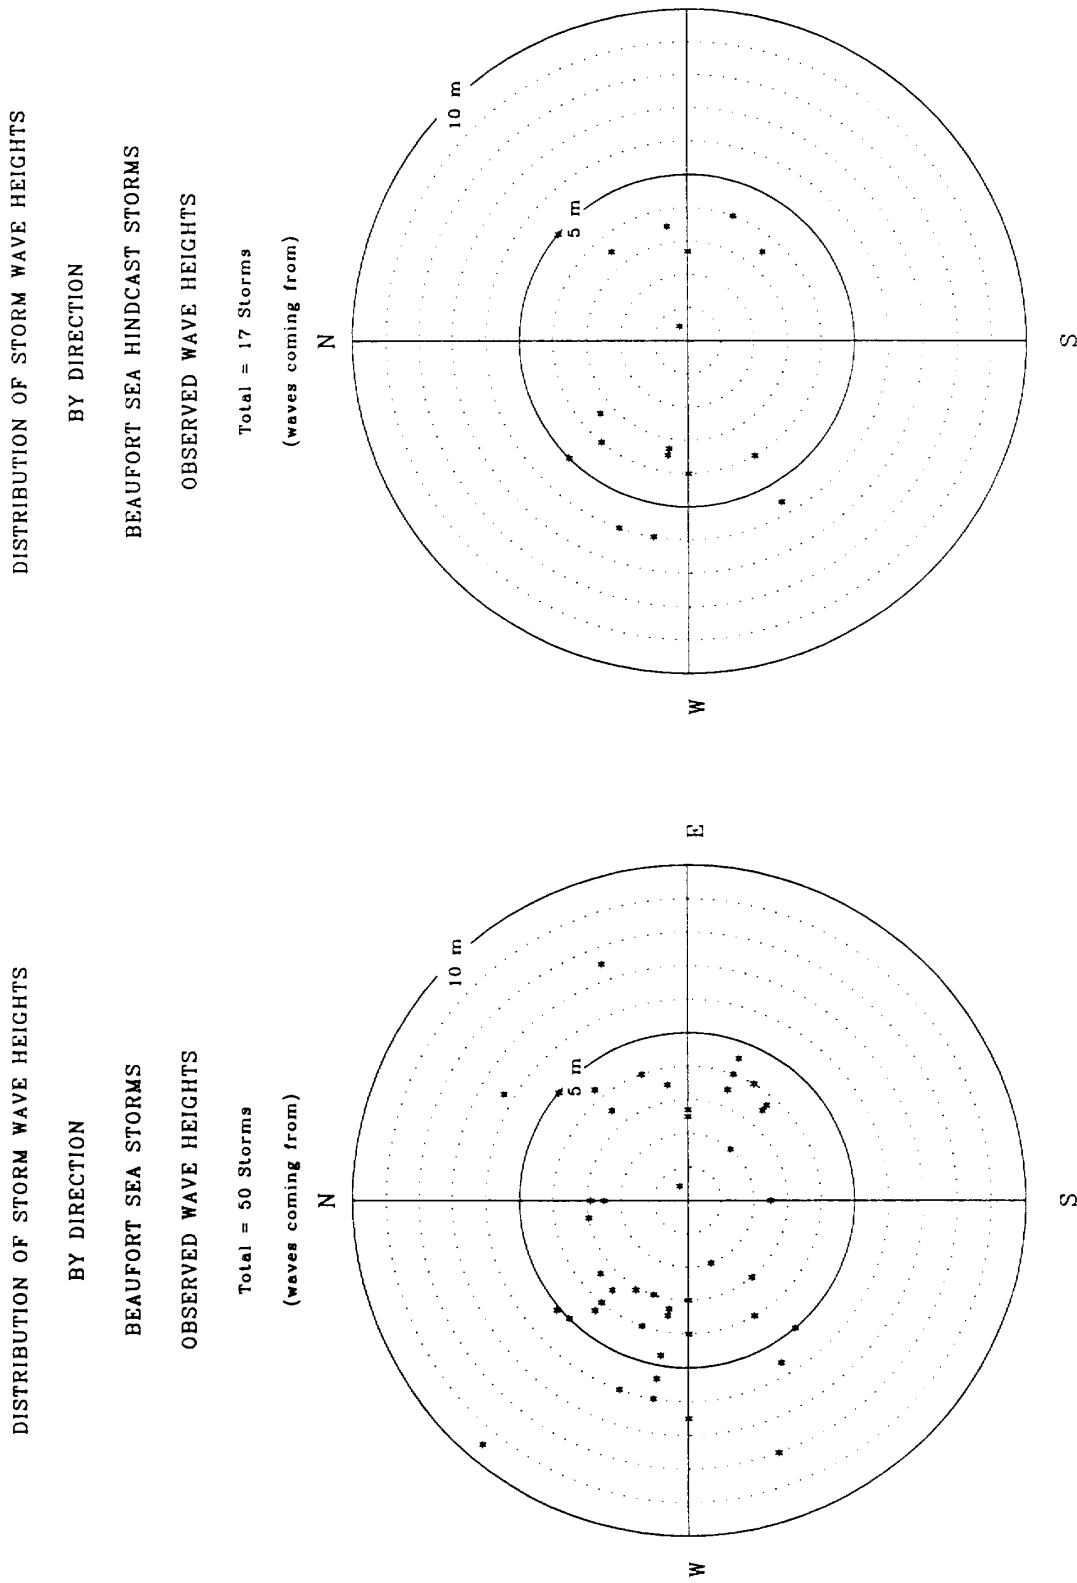 DISTRIBUTION OF STORM WAVE HEIGHTS
BY DIRECTION
BEAUFORT SEA STORMS
OBSERVED WAVE HEIGHTS
Total = 50 Storms
(waves coming from)
N
10 m
5 m
W
E
S
DISTRIBUTION OF STORM WAVE HEIGHTS
BY DIRECTION
BEAUFORT SEA HINDCAST STORMS
OBSERVED WAVE HEIGHTS
Total = 17 Storms
(waves coming from)
N
10 m
5 m
W
S